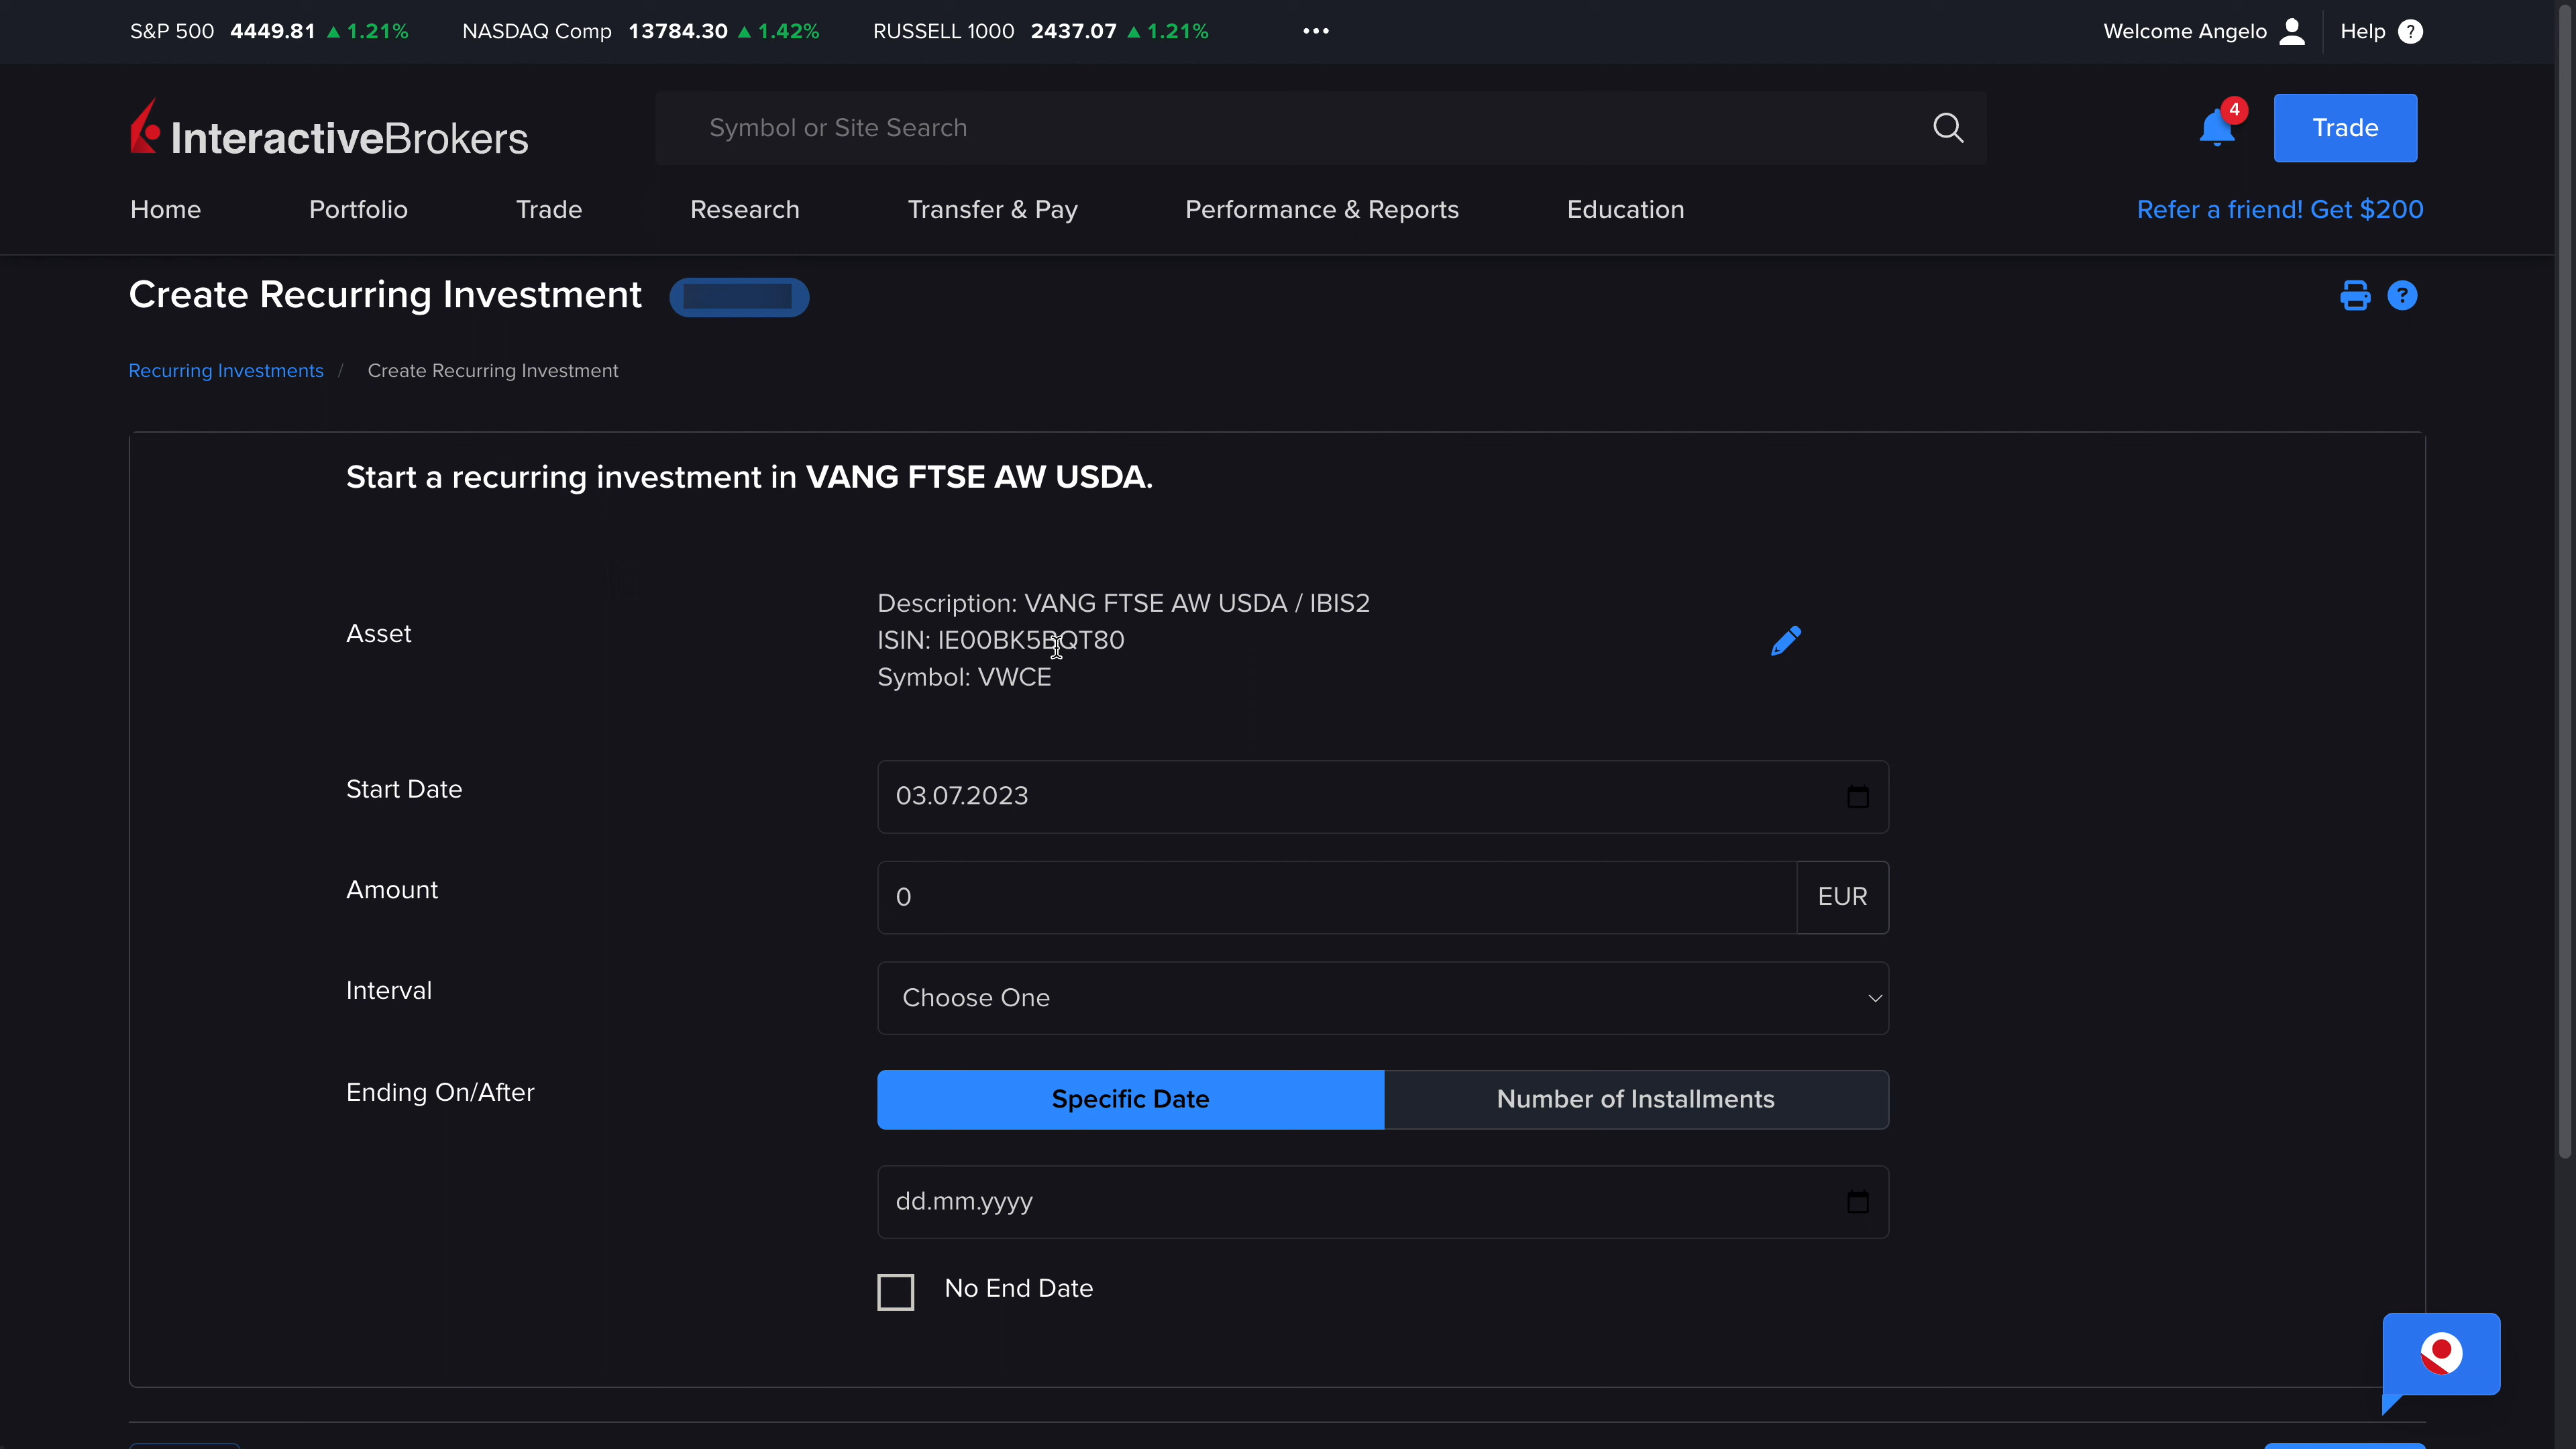 S&P 500 4449.81 ▲ 1.21% NASDAQ Comp 13784.30 ▲ 1.42% RUSSELL 1000 2437.07 ▲ 1.21% ••• Welcome Angelo Help ?
InteractiveBrokers Symbol or Site Search 4 Trade
Home Portfolio Trade Research Transfer & Pay Performance & Reports Education Refer a friend! Get $200
Create Recurring Investment ?
Recurring Investments / Create Recurring Investment
Start a recurring investment in VANG FTSE AW USDA.
Asset
Description: VANG FTSE AW USDA / IBIS2
ISIN: IE00BK5BQT80
Symbol: VWCE
Start Date 03.07.2023
Amount 0 EUR
Interval Choose One
Ending On/After Specific Date Number of Installments
dd.mm.yyyy
No End Date